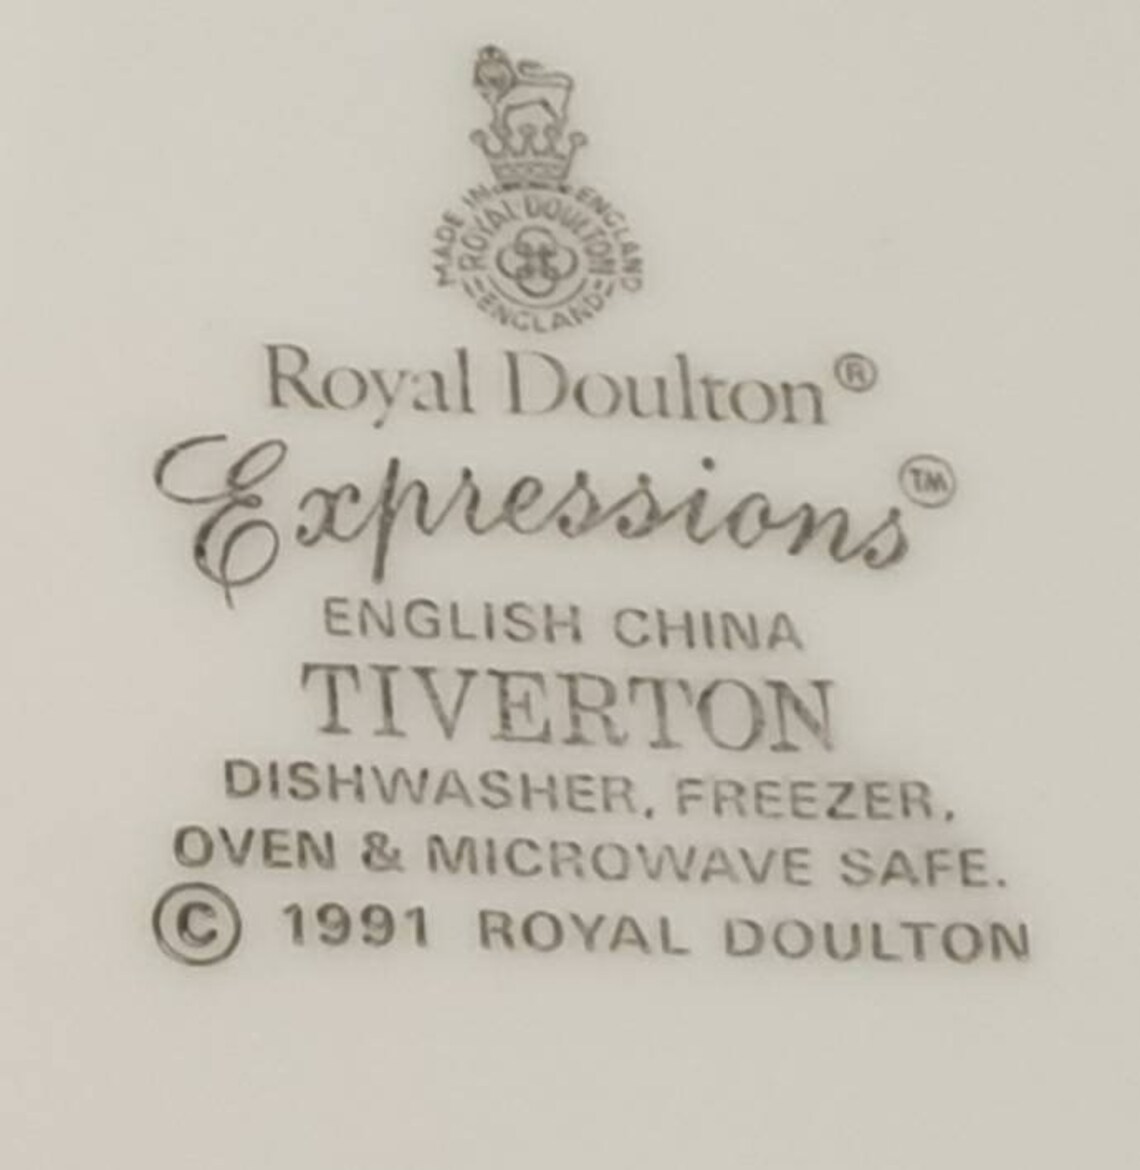 MADE IN ENGLAND
ROYAL DOULTON
ENGLAND
Royal Doulton®
Expressions™
ENGLISH CHINA
TIVERTON
DISHWASHER, FREEZER,
OVEN & MICROWAVE SAFE.
© 1991 ROYAL DOULTON